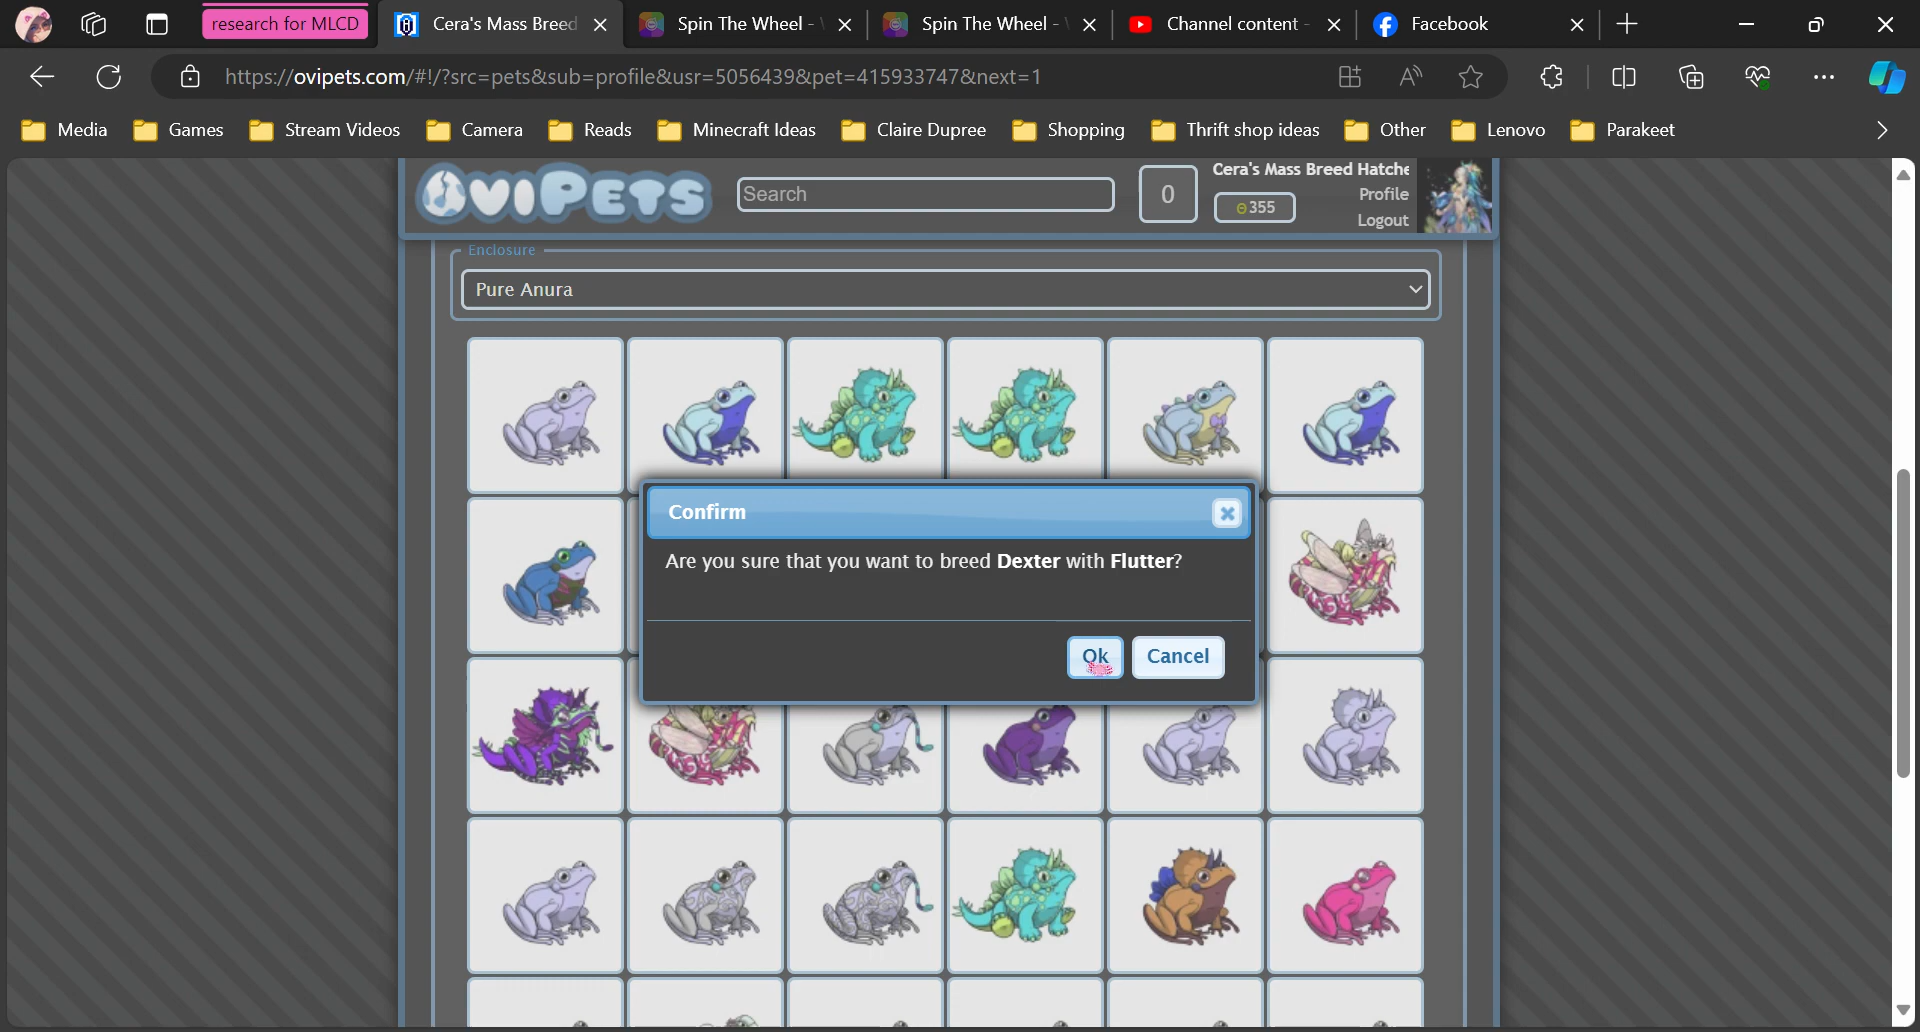 research for MLCD
Cera's Mass Breed
Spin The Wheel -
Spin The Wheel -
Channel content -
Facebook
https://ovipets.com/#!/?src=pets&sub=profile&usr=5056439&pet=415933747&next=1
Media
Games
Stream Videos
Camera
Reads
Minecraft Ideas
Claire Dupree
Shopping
Thrift shop ideas
Other
Lenovo
Parakeet
OviPets
Search
0
Cera's Mass Breed Hatche
355
Profile
Logout
Enclosure
Pure Anura
Confirm
Are you sure that you want to breed Dexter with Flutter?
Ok
Cancel